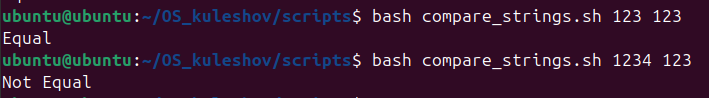 ubuntu@ubuntu:~/OS_kuleshov/scripts$ bash compare_strings.sh 123 123
Equal
ubuntu@ubuntu:~/OS_kuleshov/scripts$ bash compare_strings.sh 1234 123
Not Equal